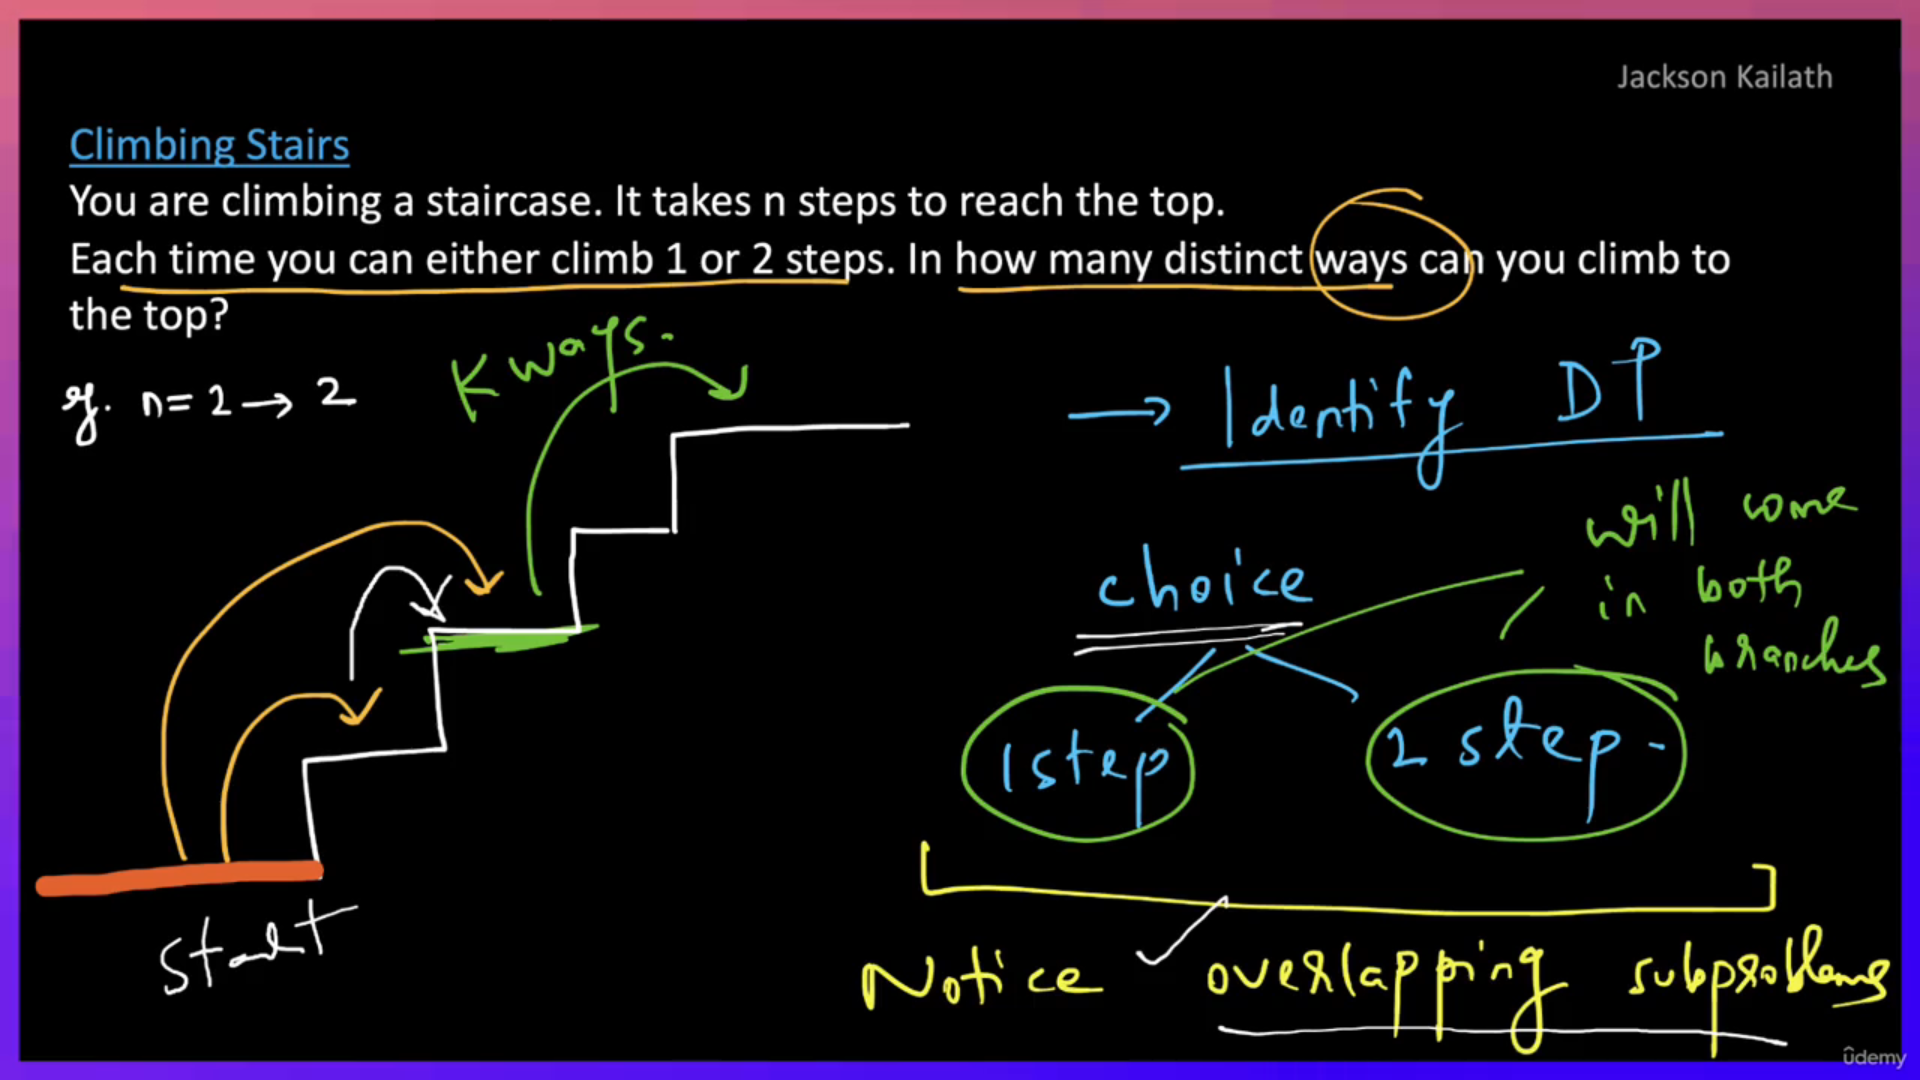 Jackson Kailath
Climbing Stairs
You are climbing a staircase. It takes n steps to reach the top.
Each time you can either climb 1 or 2 steps. In how many distinct ways can you climb to
the top?
K ways.
eg. n = 2 → 2
→ Identify DP
will come
in both
branches
choice
1 step
2 step -
Start
Notice overlapping subproblems
ûdemy